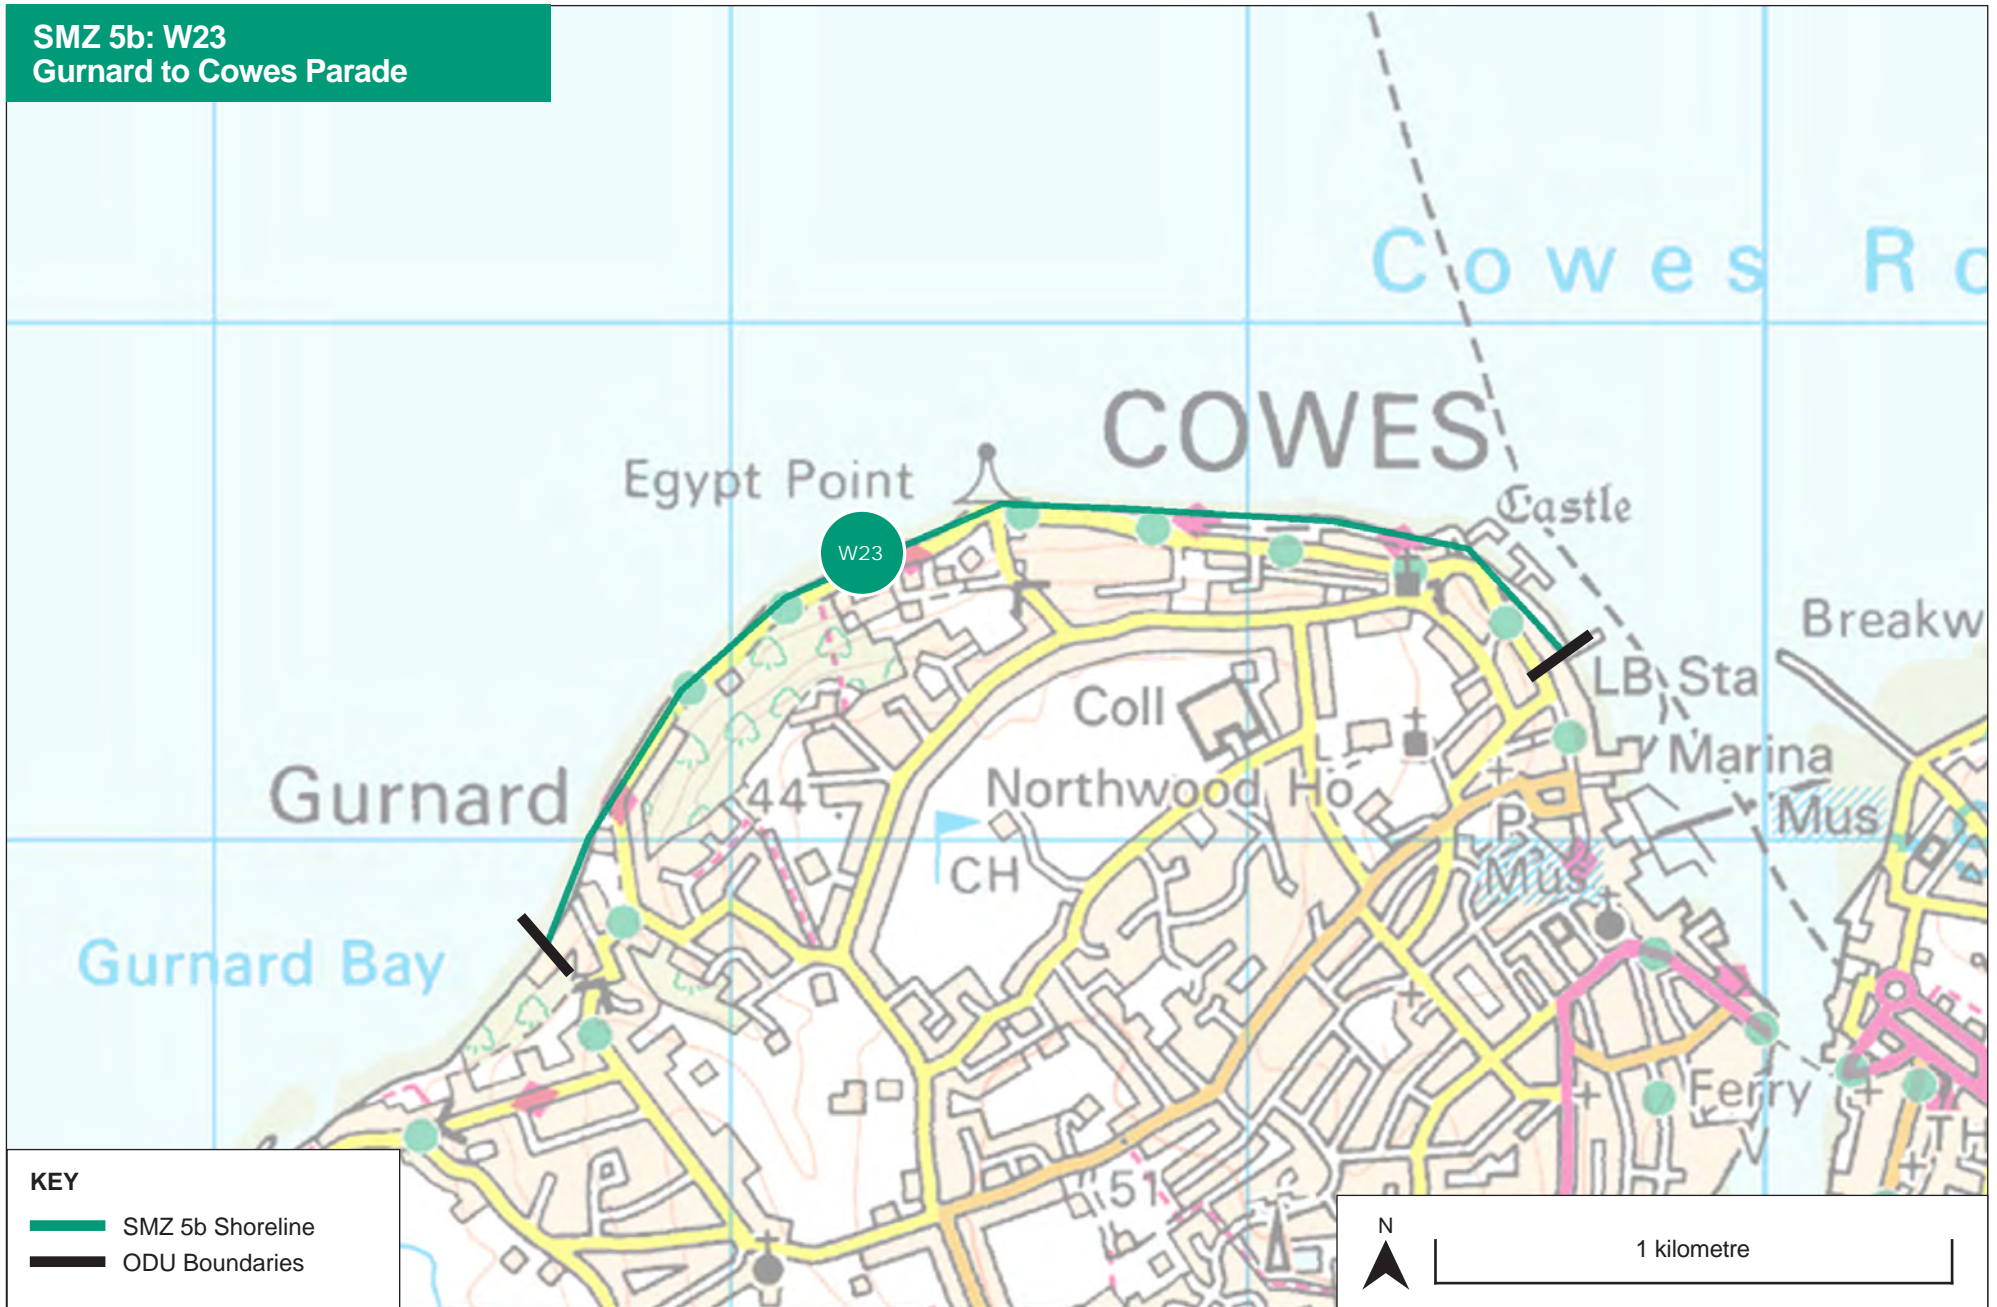 SMZ 5b: W23
Gurnard to Cowes Parade
Cowes Ro
COWES
Egypt Point
Castle
W23
Breakw
LB Sta
Coll
Marina
Gurnard
44
Northwood Ho
Mus
P
CH
Mus
Gurnard Bay
Ferry
TH
51
KEY
SMZ 5b Shoreline
ODU Boundaries
N
1 kilometre